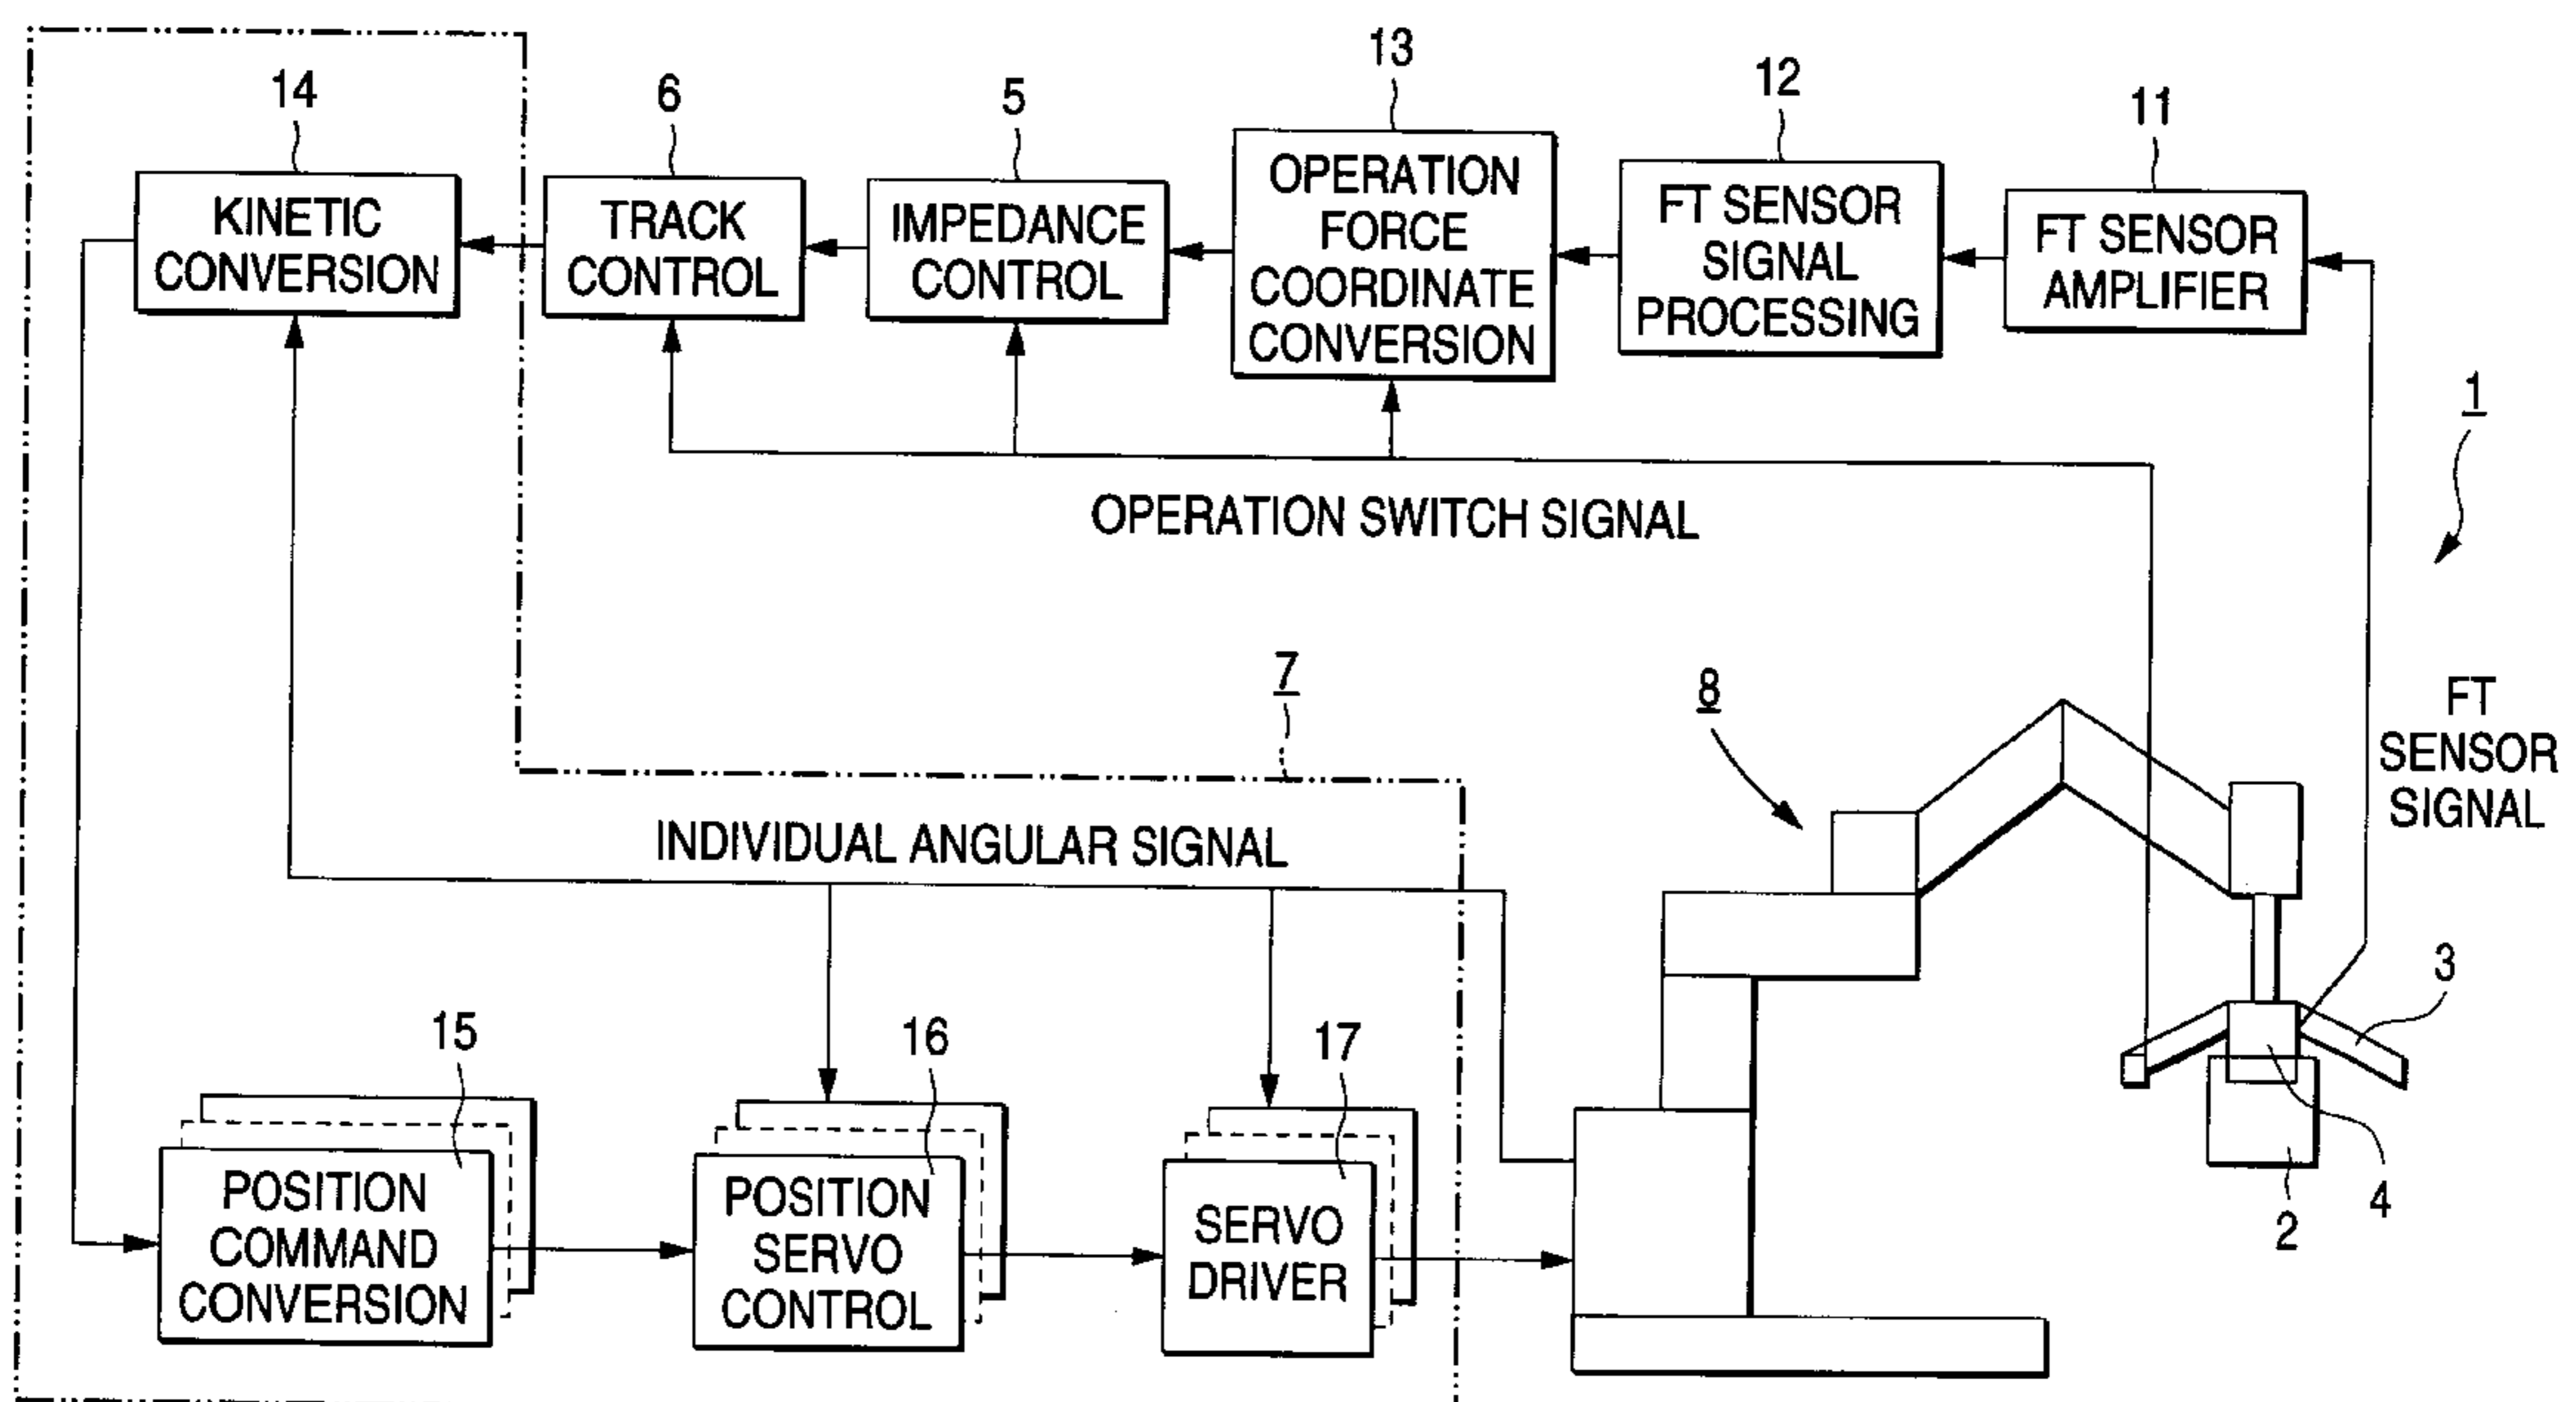 13
12
11
14
6
5
KINETIC
CONVERSION
TRACK
CONTROL
IMPEDANCE
CONTROL
OPERATION
FORCE
COORDINATE
CONVERSION
FT SENSOR
SIGNAL
PROCESSING
FT SENSOR
AMPLIFIER
1
OPERATION SWITCH SIGNAL
7
8
FT
SENSOR
SIGNAL
INDIVIDUAL ANGULAR SIGNAL
3
15
16
17
POSITION
COMMAND
CONVERSION
POSITION
SERVO
CONTROL
SERVO
DRIVER
4
2